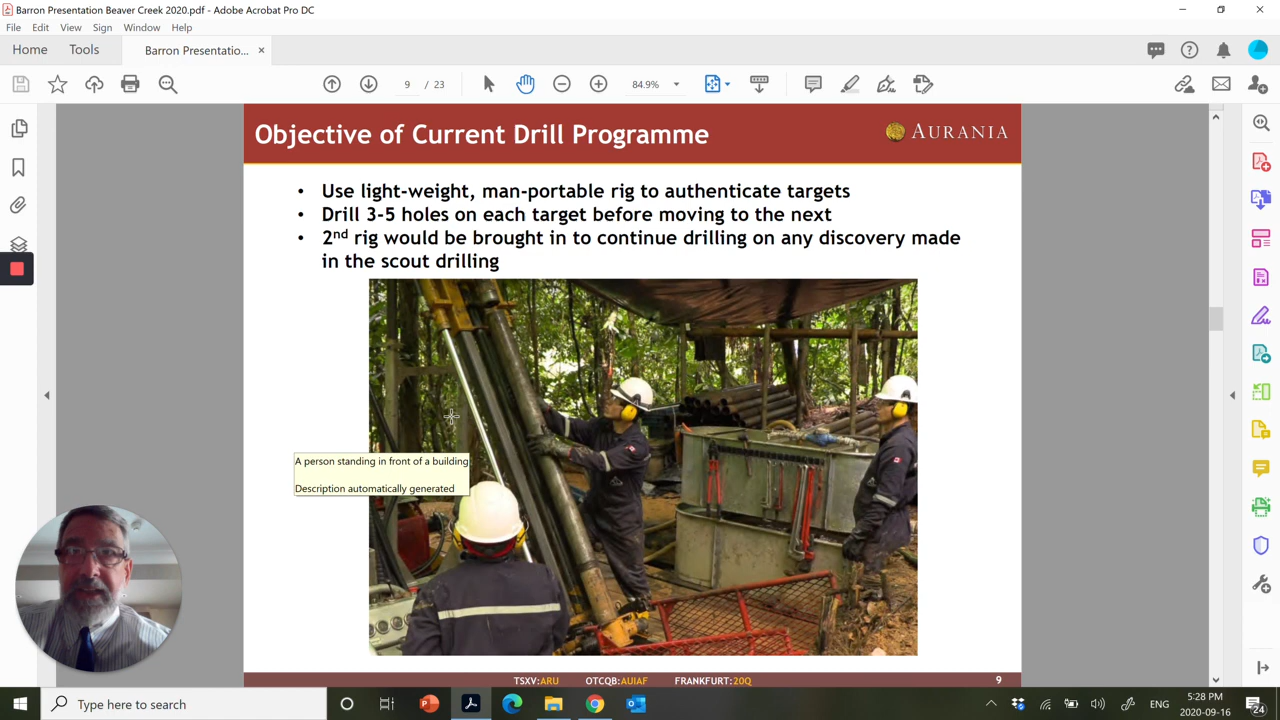 Barron Presentation Beaver Creek 2020.pdf - Adobe Acrobat Pro DC
File Edit View Sign Window Help
Home Tools Barron Presentatio... ×
9 / 23 84.9%
Objective of Current Drill Programme
AURANIA
• Use light-weight, man-portable rig to authenticate targets
• Drill 3-5 holes on each target before moving to the next
• 2nd rig would be brought in to continue drilling on any discovery made
in the scout drilling
A person standing in front of a building
Description automatically generated
TSXV:ARU OTCQB:AUIAF FRANKFURT:20Q 9
Type here to search
ENG
5:28 PM
2020-09-16
24